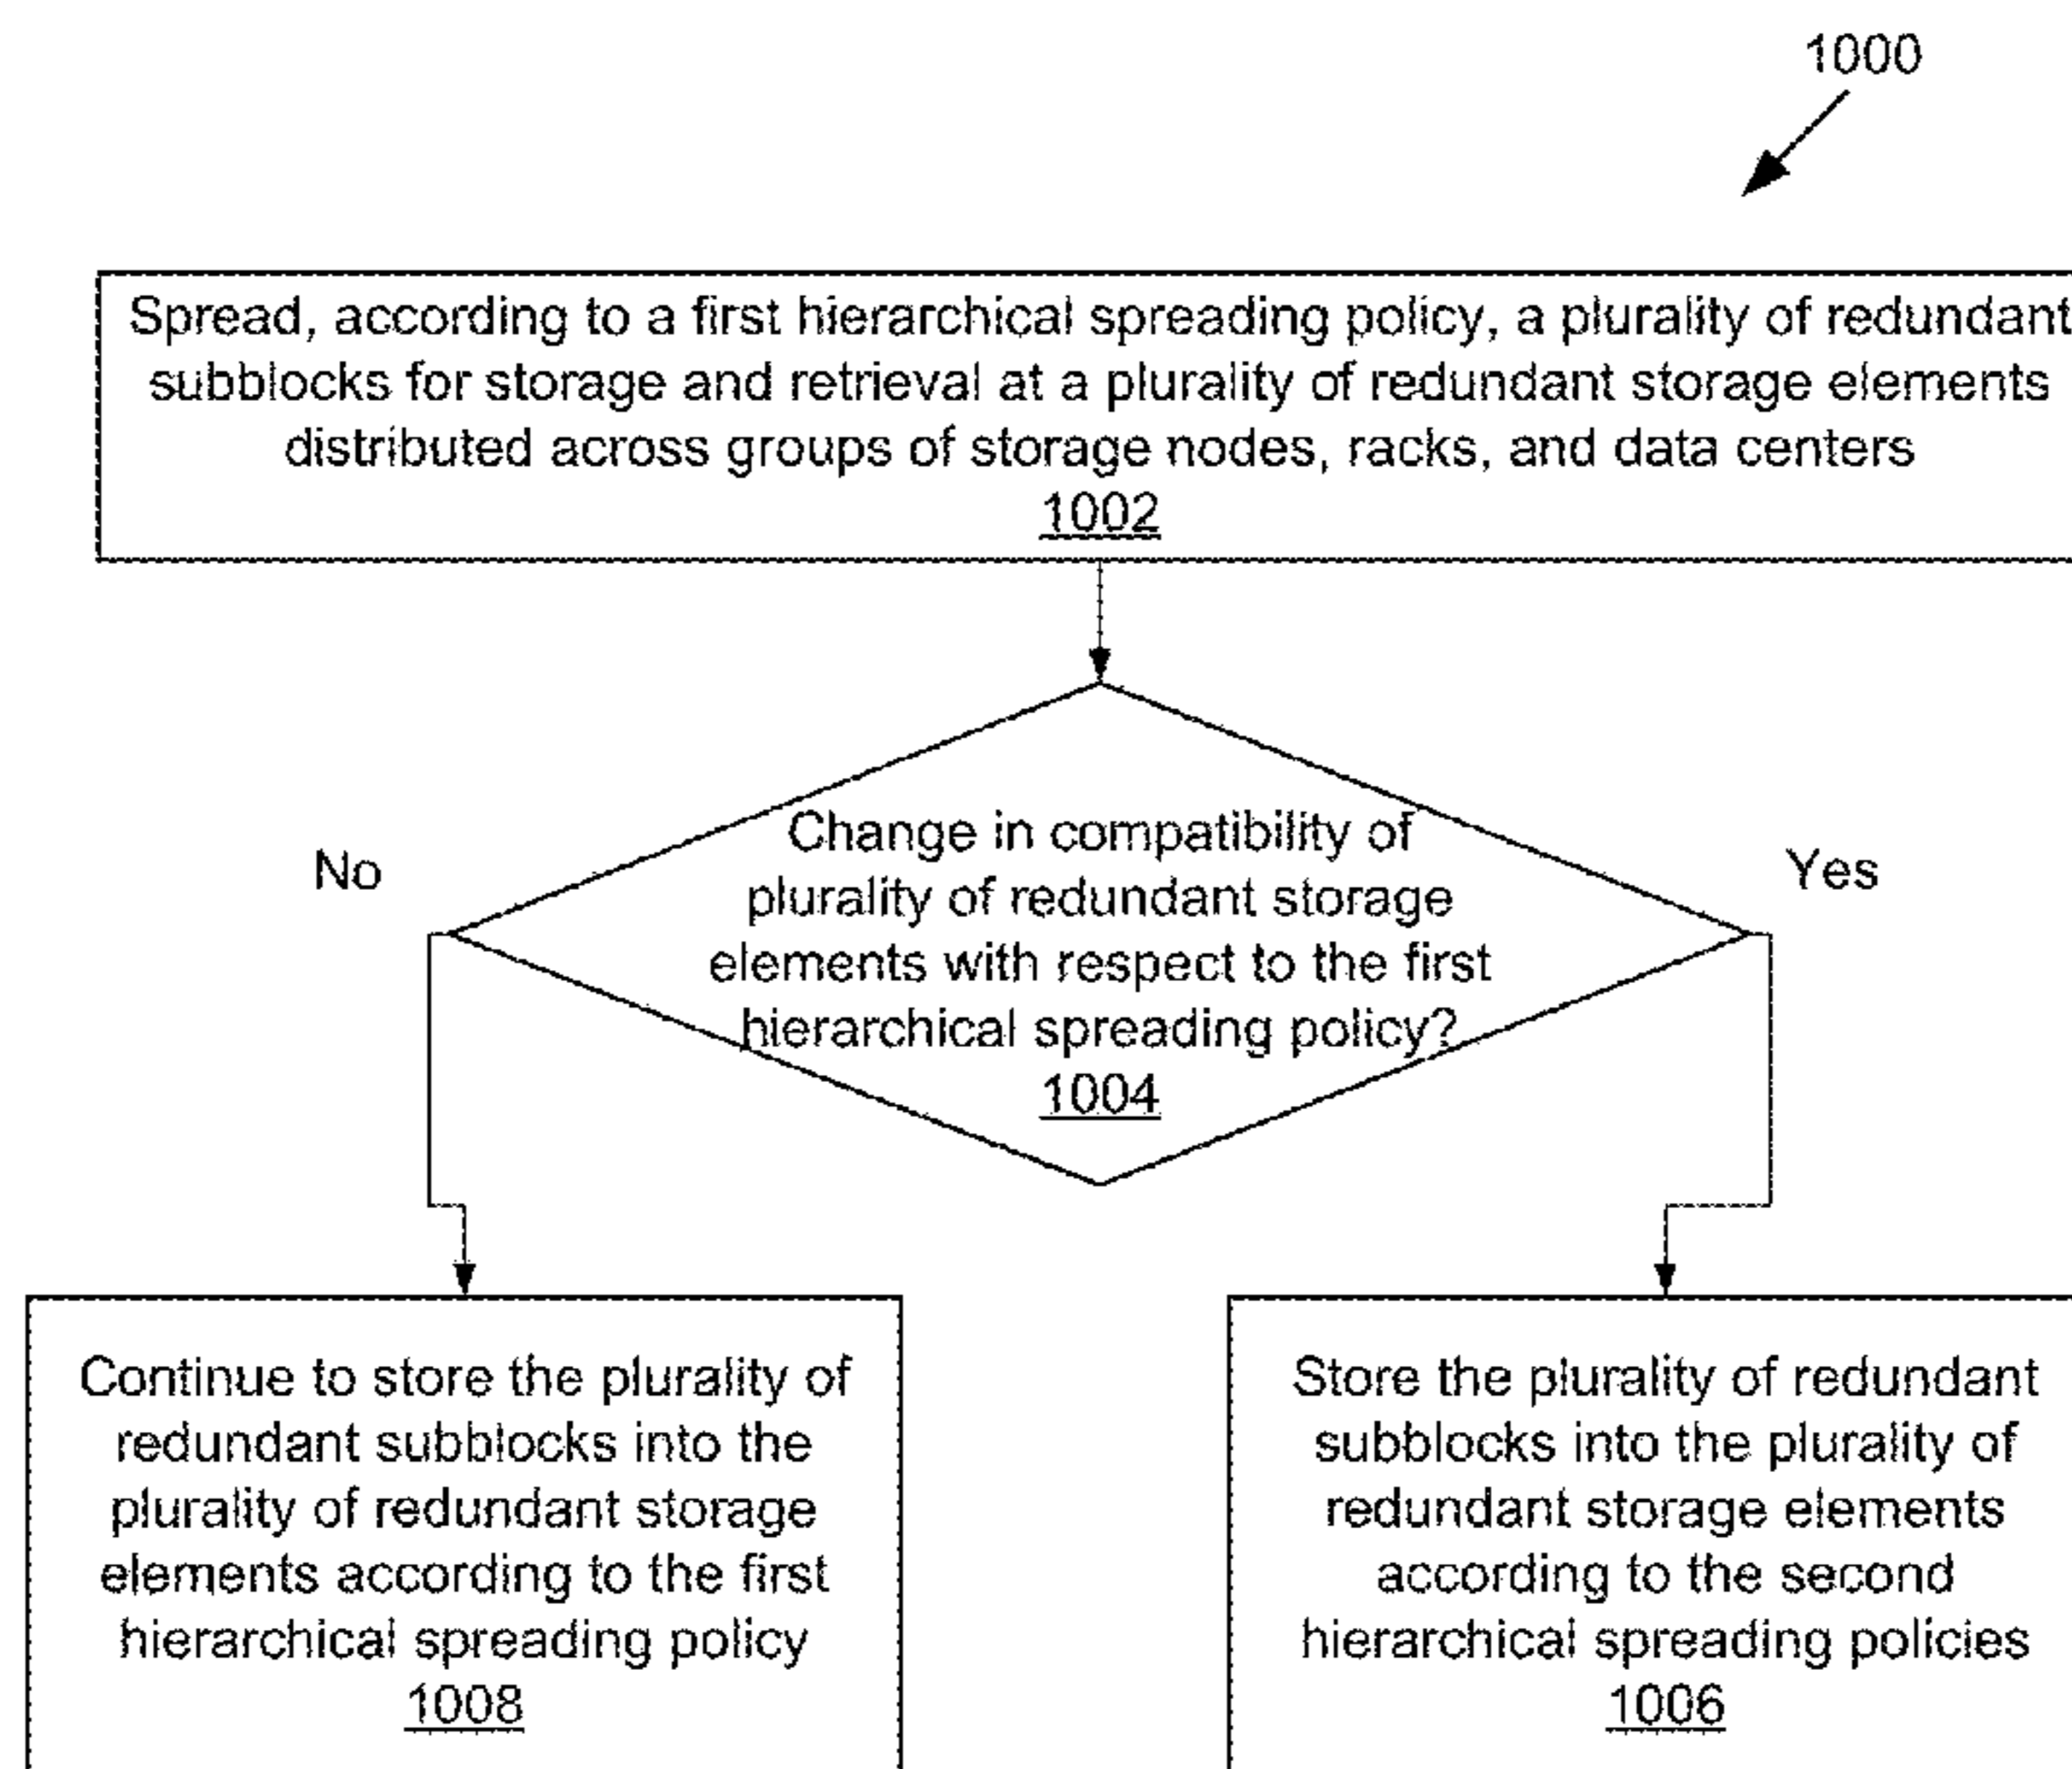 1000
Spread, according to a first hierarchical spreading policy, a plurality of redundant
subblocks for storage and retrieval at a plurality of redundant storage elements
distributed across groups of storage nodes, racks, and data centers
1002
Change in compatibility of
plurality of redundant storage
elements with respect to the first
hierarchical spreading policy?
1004
No
Yes
Continue to store the plurality of
redundant subblocks into the
plurality of redundant storage
elements according to the first
hierarchical spreading policy
1008
Store the plurality of redundant
subblocks into the plurality of
redundant storage elements
according to the second
hierarchical spreading policies
1006